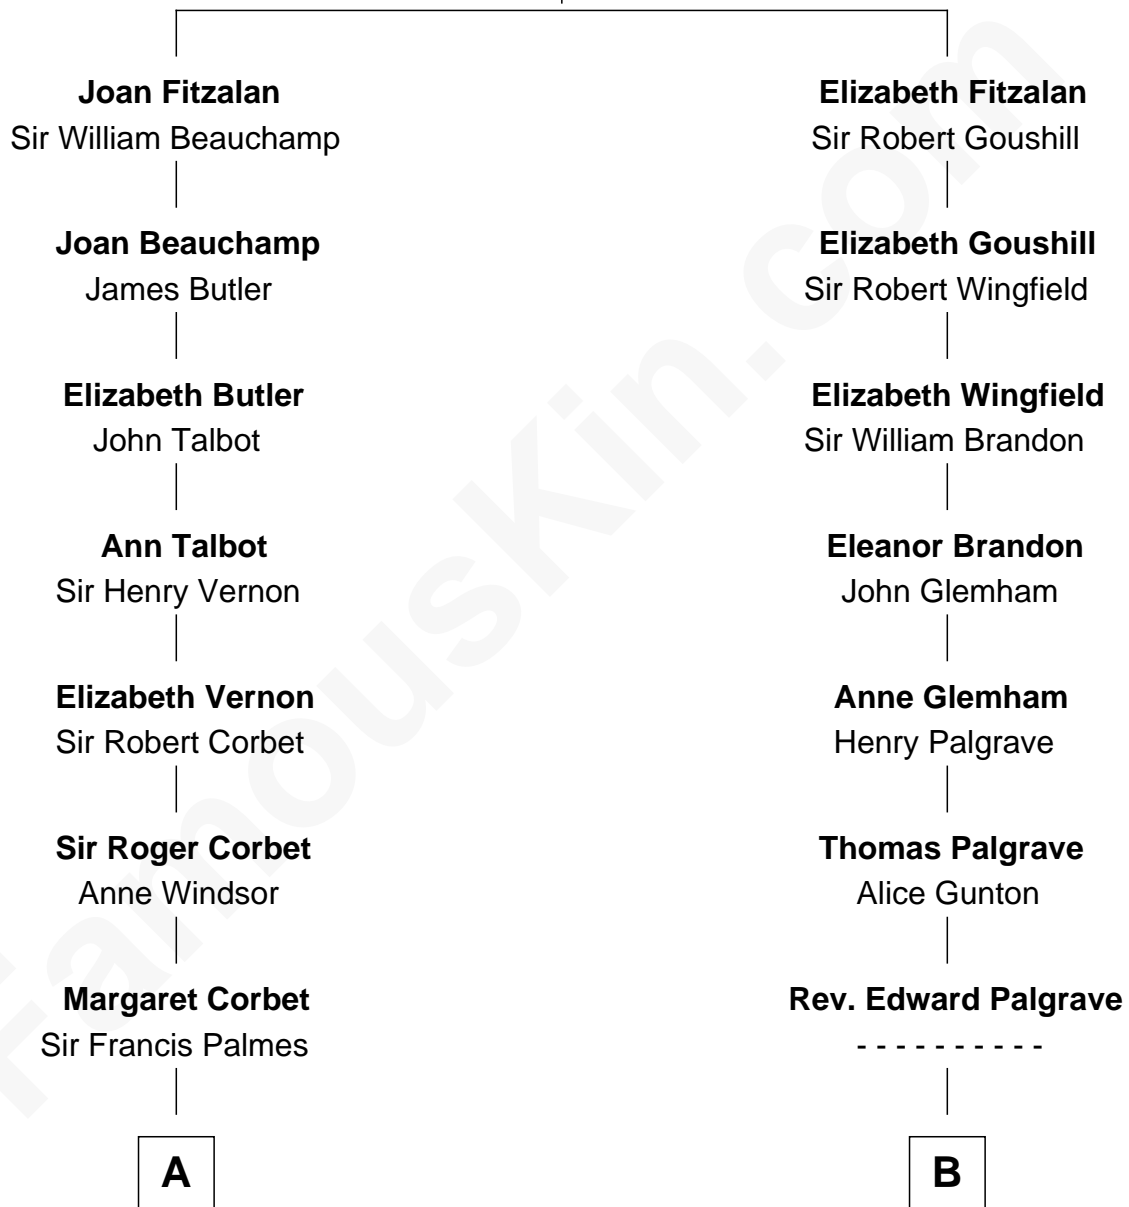 Joan Fitzalan
Sir William Beauchamp
Joan Beauchamp
James Butler
Elizabeth Butler
John Talbot
Ann Talbot
Sir Henry Vernon
Elizabeth Vernon
Sir Robert Corbet
Sir Roger Corbet
Anne Windsor
Margaret Corbet
Sir Francis Palmes
A
Elizabeth Fitzalan
Sir Robert Goushill
Elizabeth Goushill
Sir Robert Wingfield
Elizabeth Wingfield
Sir William Brandon
Eleanor Brandon
John Glemham
Anne Glemham
Henry Palgrave
Thomas Palgrave
Alice Gunton
Rev. Edward Palgrave
- - - - - - - - - -
B
FamousKin.com